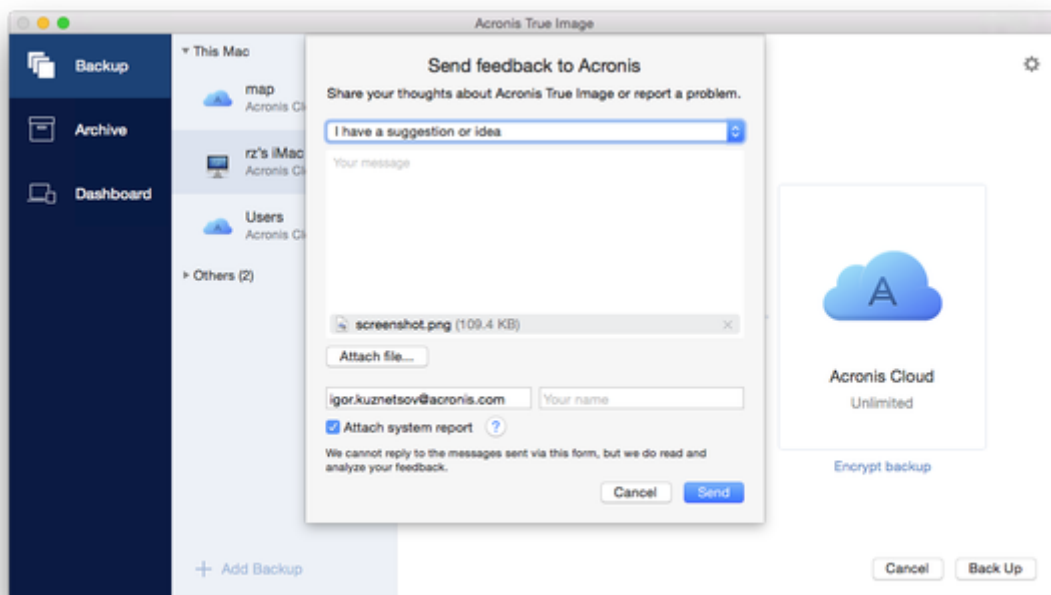 Acronis True Image
Backup
Archive
Dashboard
This Mac
map
Acronis Cl
rz's iMac
Acronis Cl
Users
Acronis Cl
Others (2)
Add Backup
Send feedback to Acronis
Share your thoughts about Acronis True Image or report a problem.
I have a suggestion or idea
Your message
screenshot.png (109.4 KB)
Attach file...
igor.kuznetsov@acronis.com
Your name
Attach system report ?
We cannot reply to the messages sent via this form, but we do read and
analyze your feedback.
Cancel
Send
Acronis Cloud
Unlimited
Encrypt backup
Cancel
Back Up